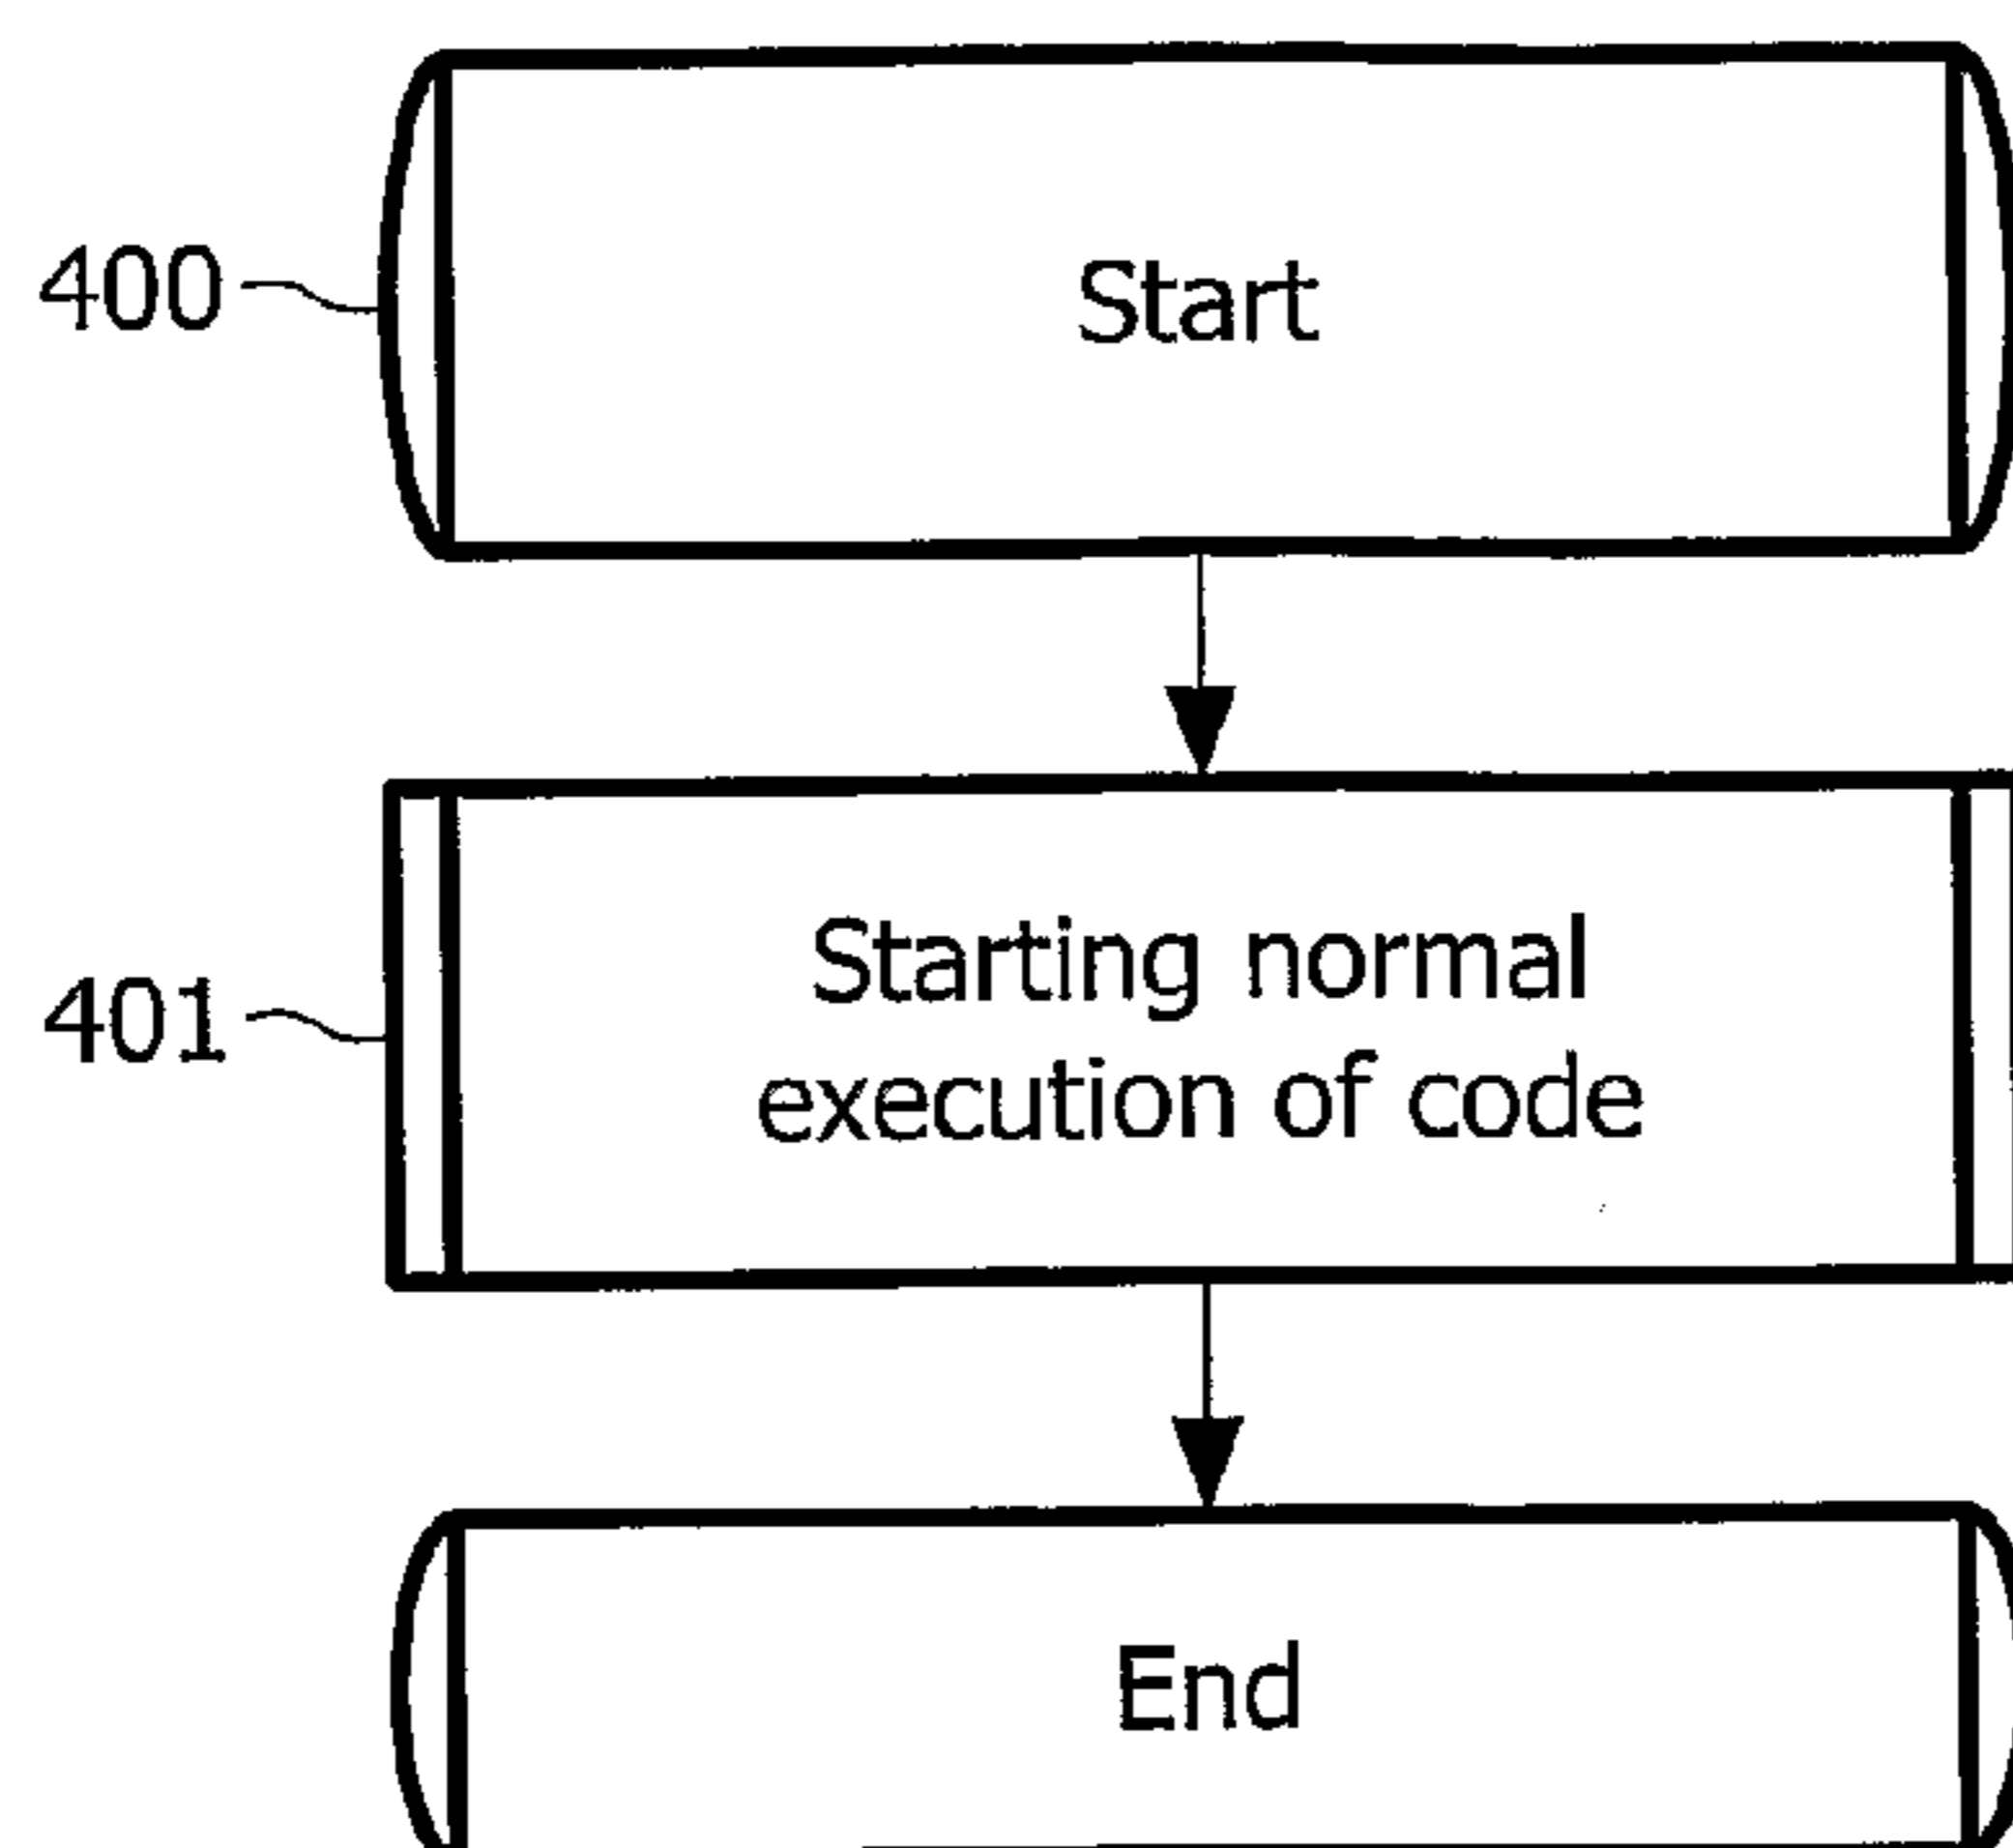 400
Start
401
Starting normal
execution of code
End